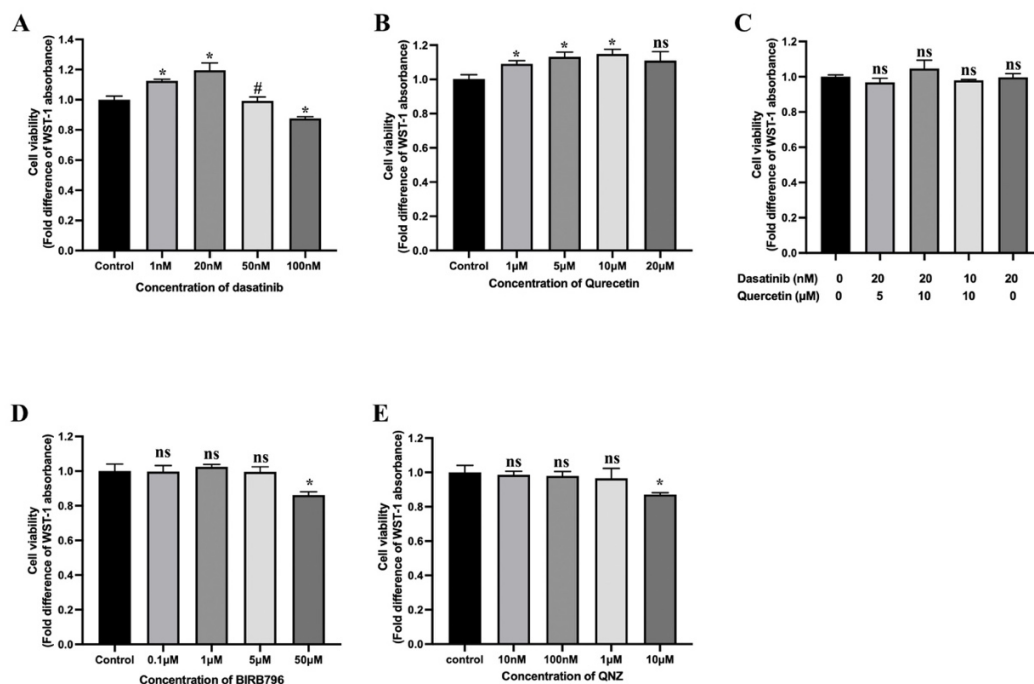 A
Cell viability
(Fold difference of WST-1 absorbance)
1.4
1.2
1.0
0.8
0.6
0.4
0.2
0.0
* * # *
Control 1nM 20nM 50nM 100nM
Concentration of dasatinib
B
Cell viability
(Fold difference of WST-1 absorbance)
1.2
1.0
0.8
0.6
0.4
0.2
0.0
* * * ns
Control 1µM 5µM 10µM 20µM
Concentration of Qurecetin
C
Cell viability
(Fold difference of WST-1 absorbance)
1.2
1.0
0.8
0.6
0.4
0.2
0.0
ns ns ns ns
Dasatinib (nM) 0 20 20 10 20
Quercetin (µM) 0 5 10 10 0
D
Cell viability
(Fold difference of WST-1 absorbance)
1.2
1.0
0.8
0.6
0.4
0.2
0.0
ns ns ns *
Control 0.1µM 1µM 5µM 50µM
Concentration of BIRB796
E
Cell viability
(Fold difference of WST-1 absorbance)
1.2
1.0
0.8
0.6
0.4
0.2
0.0
ns ns ns *
control 10nM 100nM 1µM 10µM
Concentration of QNZ